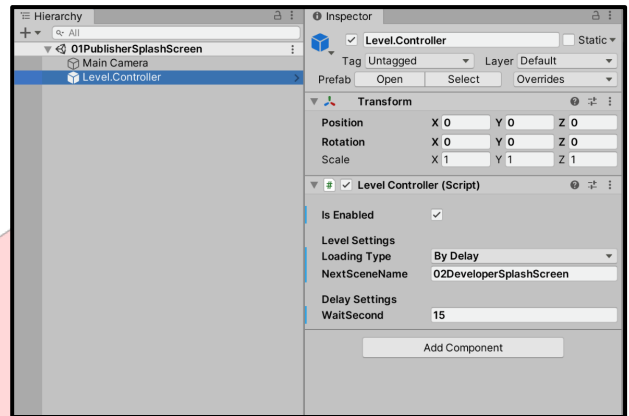 Hierarchy
All
01PublisherSplashScreen
Main Camera
Level.Controller
Inspector
Level.Controller
Static
Tag Untagged Layer Default
Prefab Open Select Overrides
Transform
Position X 0 Y 0 Z 0
Rotation X 0 Y 0 Z 0
Scale X 1 Y 1 Z 1
# Level Controller (Script)
Is Enabled
Level Settings
Loading Type By Delay
NextSceneName 02DeveloperSplashScreen
Delay Settings
WaitSecond 15
Add Component